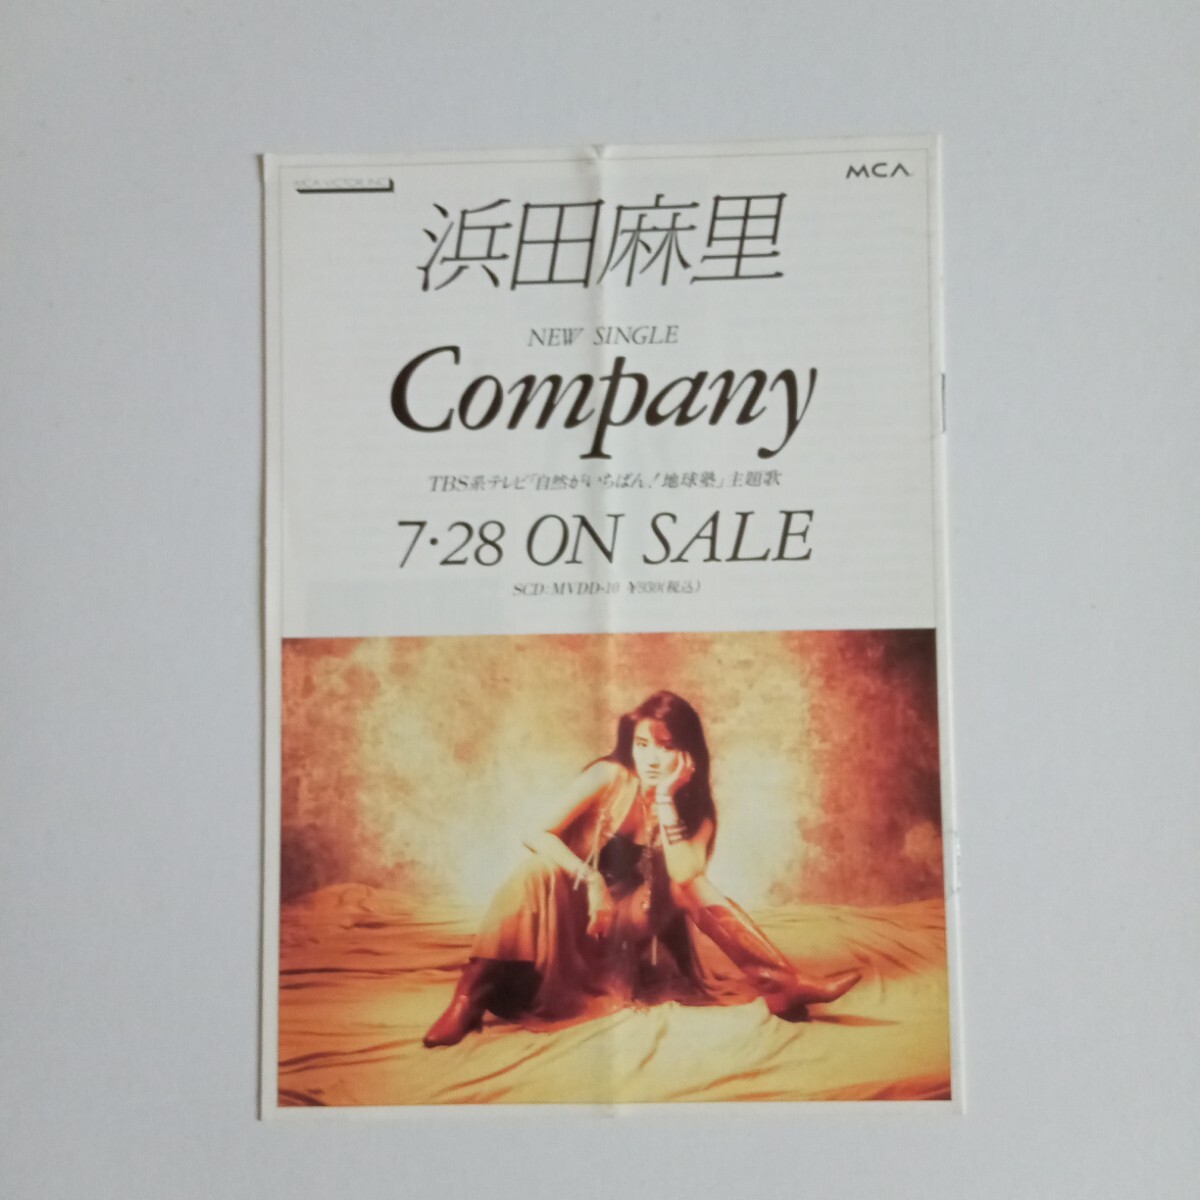 MCA VICTOR INC.
MCA
浜田麻里
NEW SINGLE
Company
TBS系テレビ「自然がいちばん!地球塾」主題歌
7·28 ON SALE
SCD:MVDD-10 ¥930(税込)